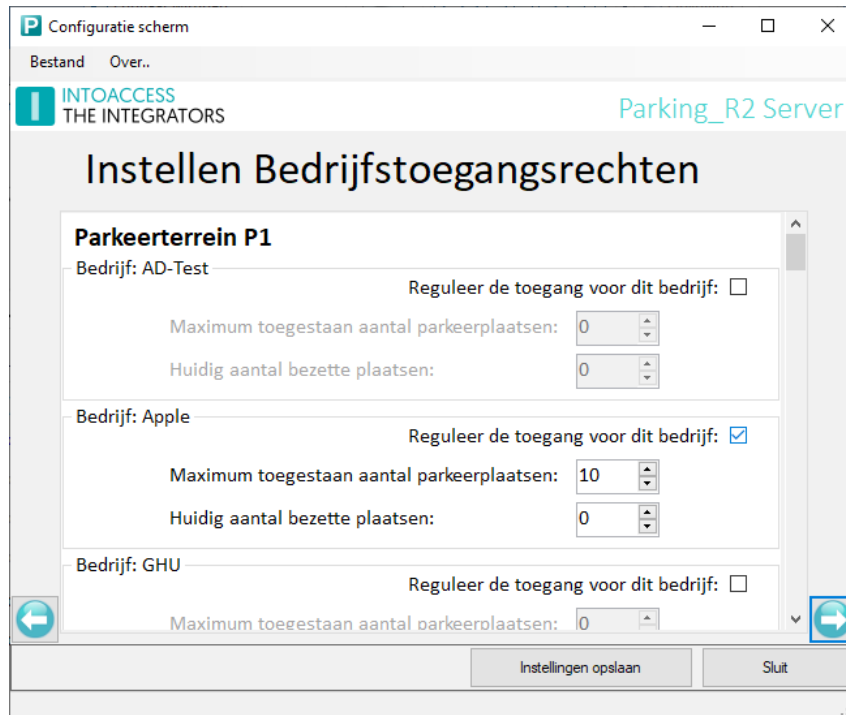 Configuratie scherm
Bestand Over..
INTOACCESS
THE INTEGRATORS
Parking_R2 Server
Instellen Bedrijfstoegangsrechten
Parkeerterrein P1
Bedrijf: AD-Test
Reguleer de toegang voor dit bedrijf:
Maximum toegestaan aantal parkeerplaatsen: 0
Huidig aantal bezette plaatsen: 0
Bedrijf: Apple
Reguleer de toegang voor dit bedrijf:
Maximum toegestaan aantal parkeerplaatsen: 10
Huidig aantal bezette plaatsen: 0
Bedrijf: GHU
Reguleer de toegang voor dit bedrijf:
Maximum toegestaan aantal parkeerplaatsen: 0
Instellingen opslaan Sluit